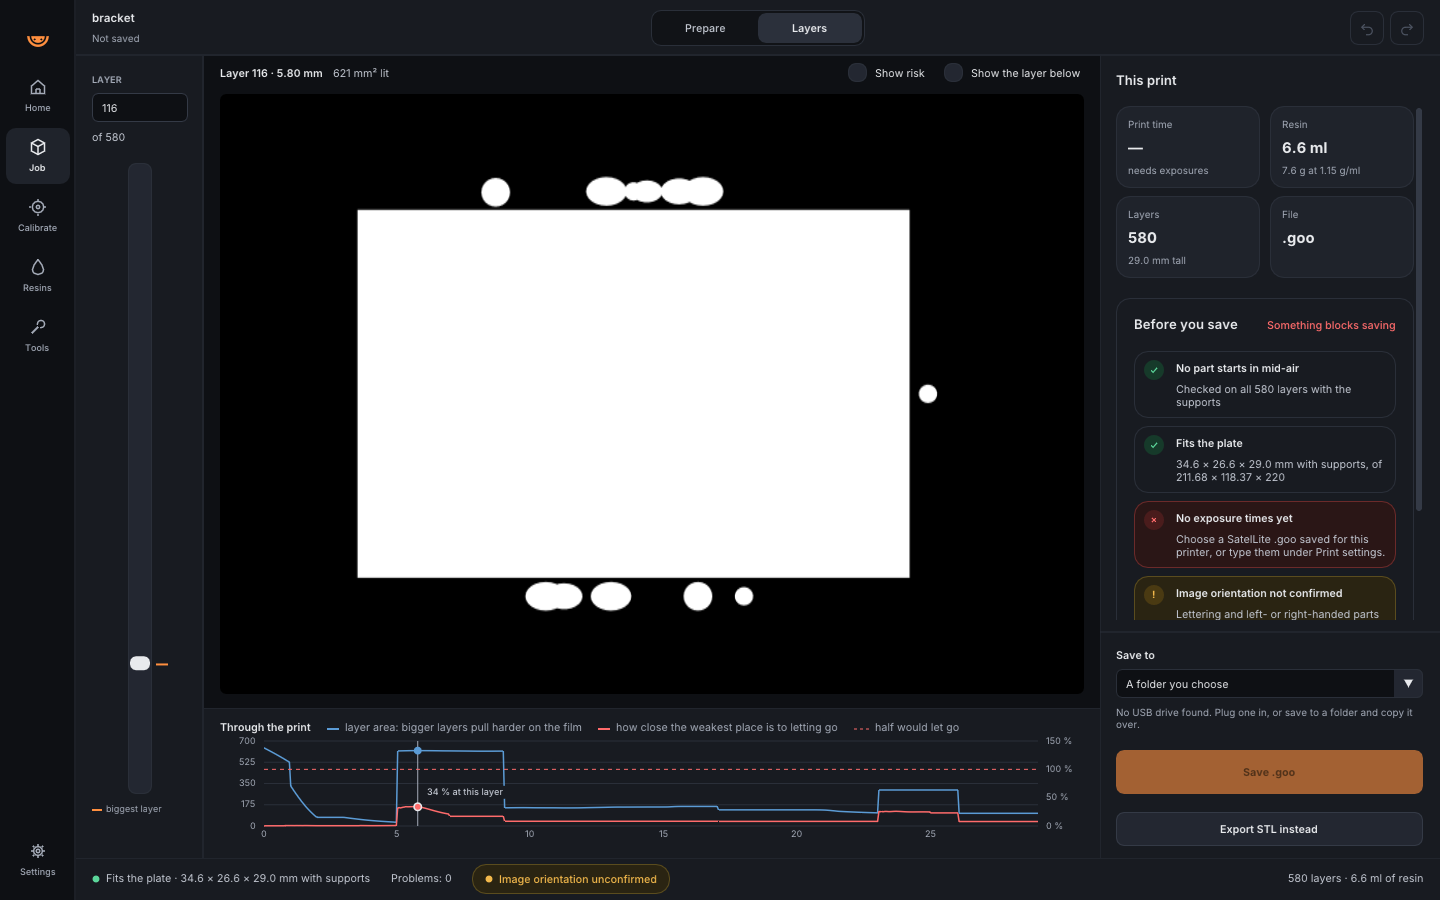 bracket
Not saved
Prepare
Layers
Home
Job
Calibrate
Resins
Tools
Settings
LAYER
116
of 580
biggest layer
Layer 116 · 5.80 mm 621 mm² lit
Show risk
Show the layer below
Through the print
layer area: bigger layers pull harder on the film
how close the weakest place is to letting go
half would let go
700
525
350
175
0
150 %
100 %
50 %
0 %
34 % at this layer
0
5
10
15
20
25
This print
Print time
—
needs exposures
Resin
6.6 ml
7.6 g at 1.15 g/ml
Layers
580
29.0 mm tall
File
.goo
Before you save
Something blocks saving
No part starts in mid-air
Checked on all 580 layers with the
supports
Fits the plate
34.6 × 26.6 × 29.0 mm with supports, of
211.68 × 118.37 × 220
No exposure times yet
Choose a SatelLite .goo saved for this
printer, or type them under Print settings.
Image orientation not confirmed
Lettering and left- or right-handed parts
Save to
A folder you choose
No USB drive found. Plug one in, or save to a folder and copy it
over.
Save .goo
Export STL instead
Fits the plate · 34.6 × 26.6 × 29.0 mm with supports
Problems: 0
Image orientation unconfirmed
580 layers · 6.6 ml of resin